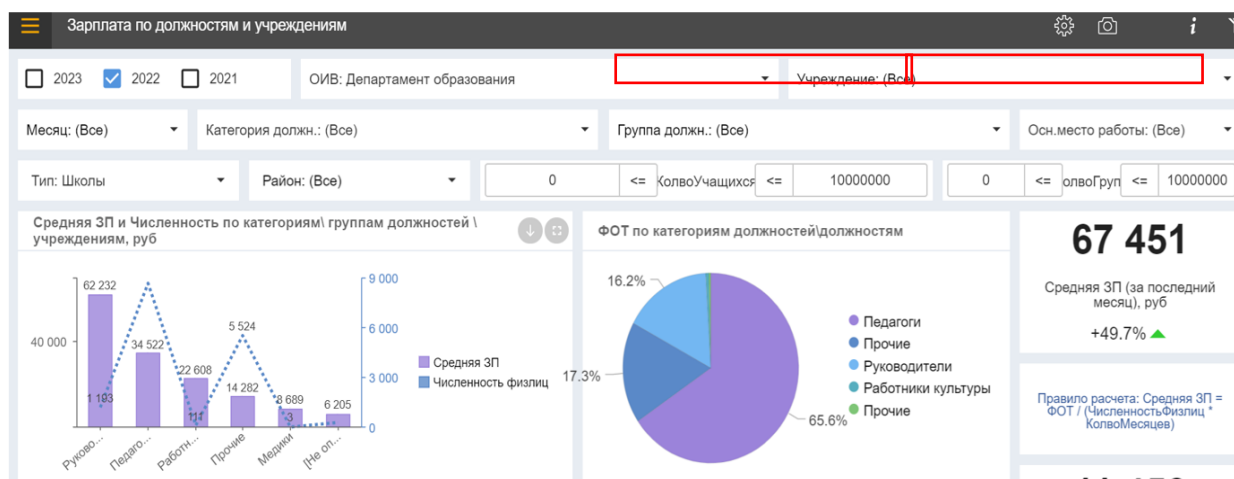 Зарплата по должностям и учреждениям
2023 2022 2021 ОИВ: Департамент образования Учреждение: (Все)
Месяц: (Все) Категория должн.: (Все) Группа должн.: (Все) Осн.место работы: (Все)
Тип: Школы Район: (Все) 0 <= КолвоУчащихся <= 10000000 0 <= олвоГруп <= 10000000
Средняя ЗП и Численность по категориям\ группам должностей \
учреждениям, руб
62 232
34 522
22 608
14 282
8 689
6 205
1 193
111
5 524
3
40 000
9 000
6 000
3 000
0
Руково...
Педаго...
Работн...
Прочие
Медики
[Не оп...
Средняя ЗП
Численность физлиц
ФОТ по категориям должностей\должностям
16.2%
17.3%
65.6%
Педагоги
Прочие
Руководители
Работники культуры
Прочие
67 451
Средняя ЗП (за последний
месяц), руб
+49.7%
Правило расчета: Средняя ЗП =
ФОТ / (ЧисленностьФизлиц *
КолвоМесяцев)